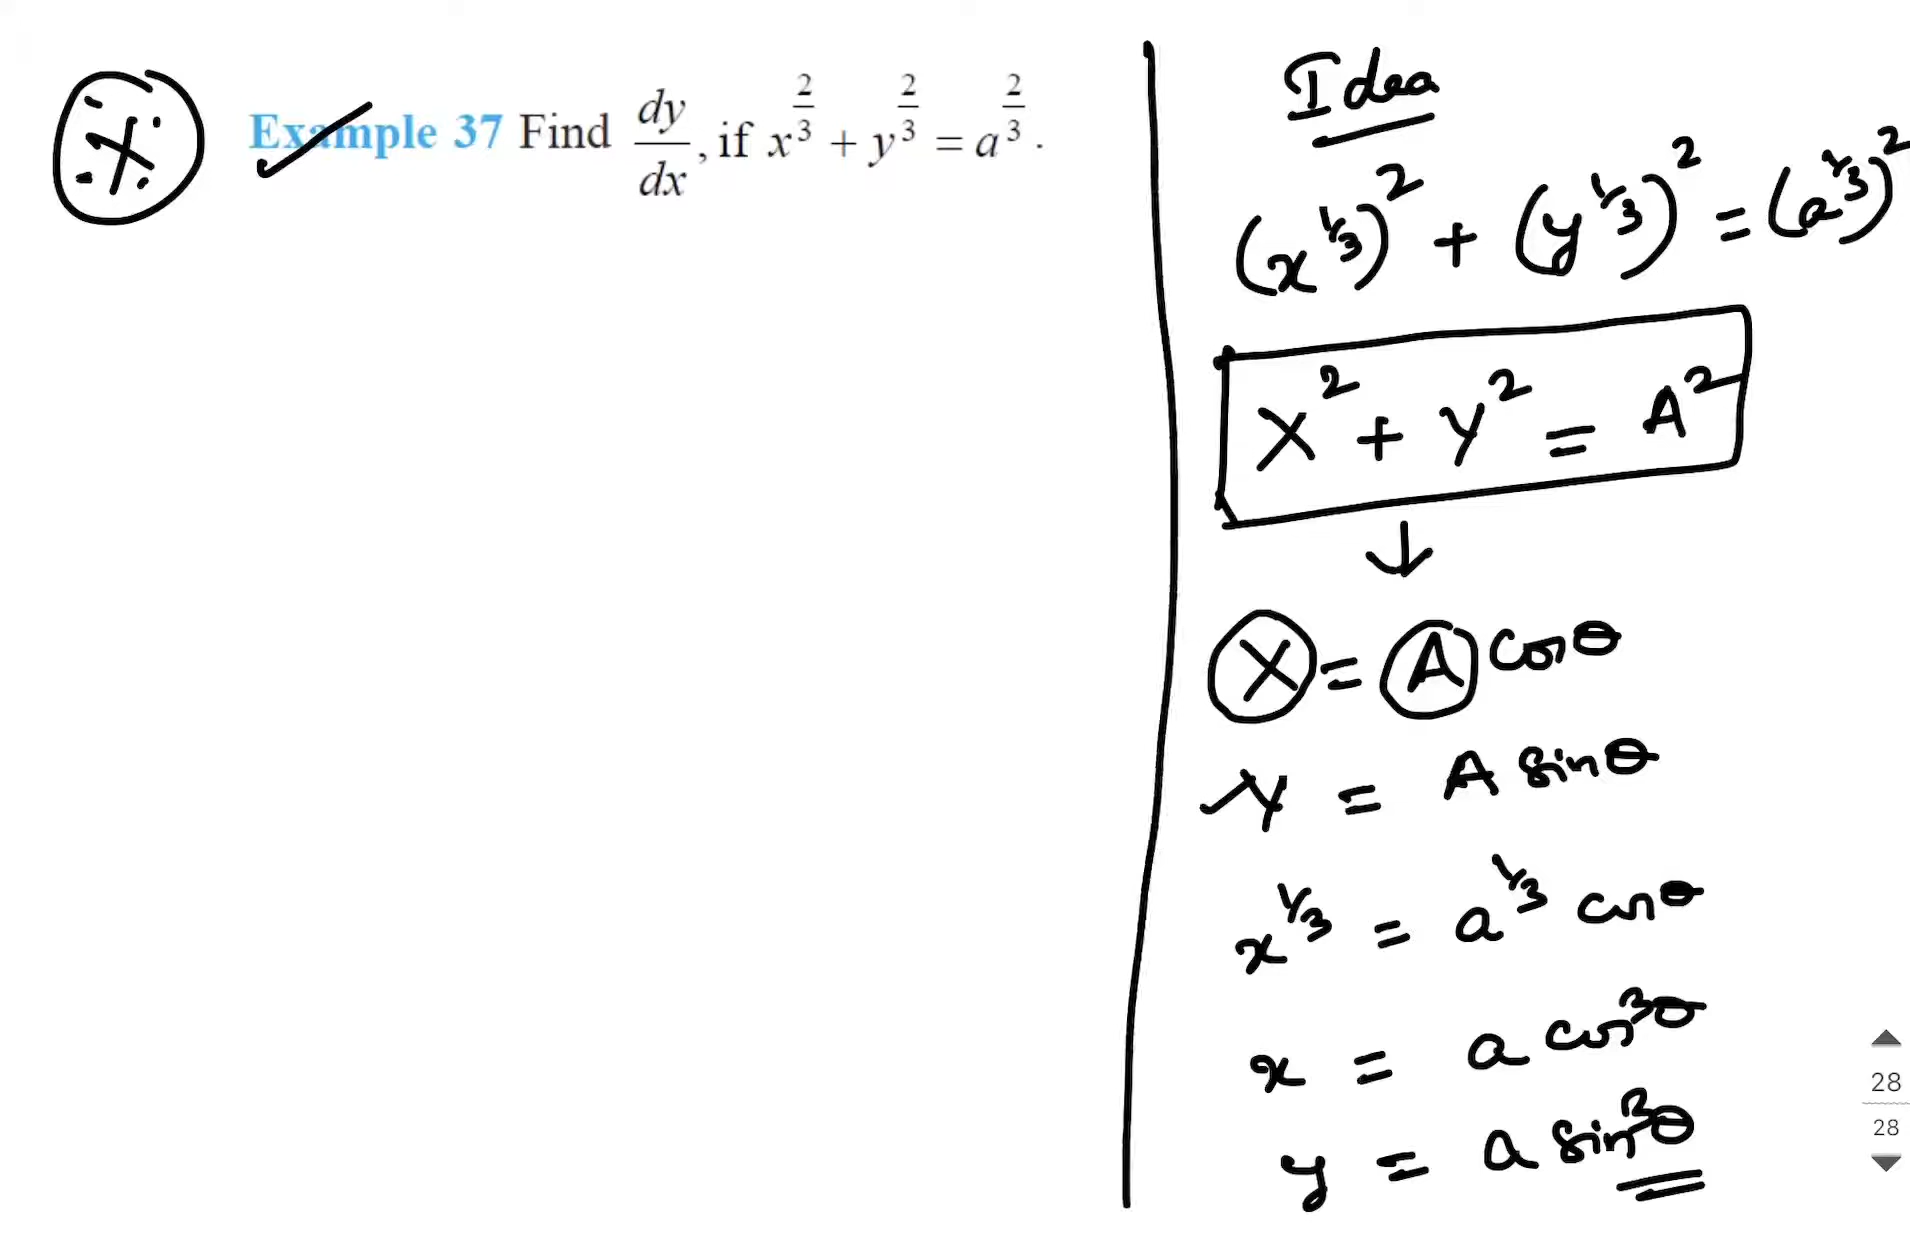 Example 37 Find dy/dx, if x^(2/3) + y^(2/3) = a^(2/3).
Idea
(x^(1/3))^2 + (y^(1/3))^2 = (a^(1/3))^2
X^2 + Y^2 = A^2
↓
X = A cosθ
Y = A sinθ
x^(1/3) = a^(1/3) cosθ
x = a cos^3θ
y = a sin^3θ
28
28